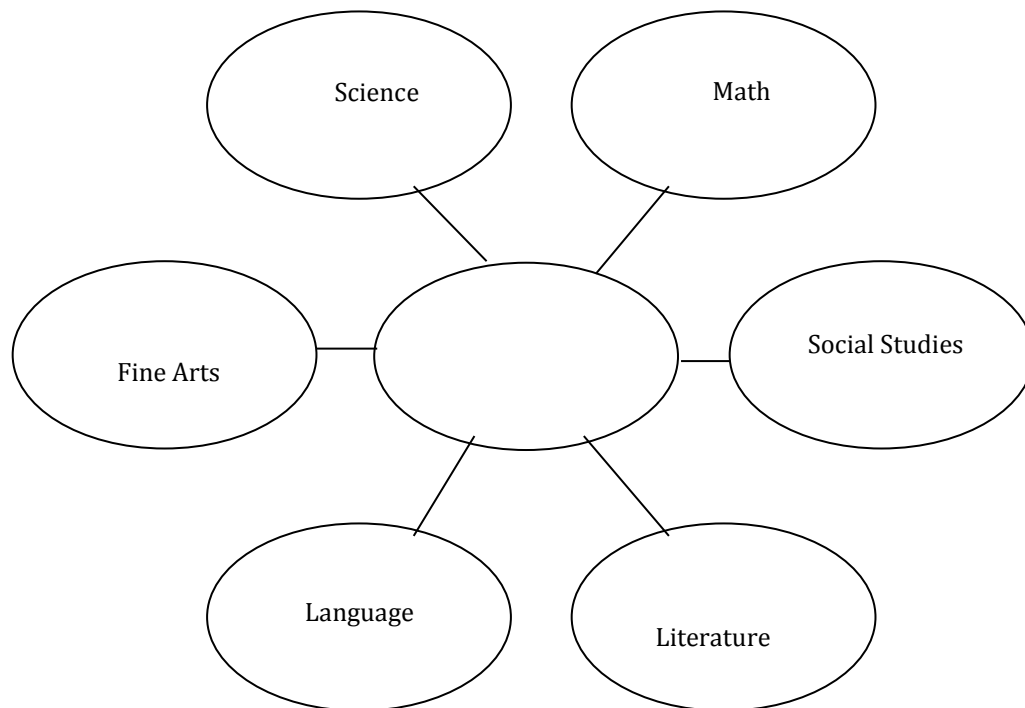 Science
Math
Social Studies
Fine Arts
Language
Literature